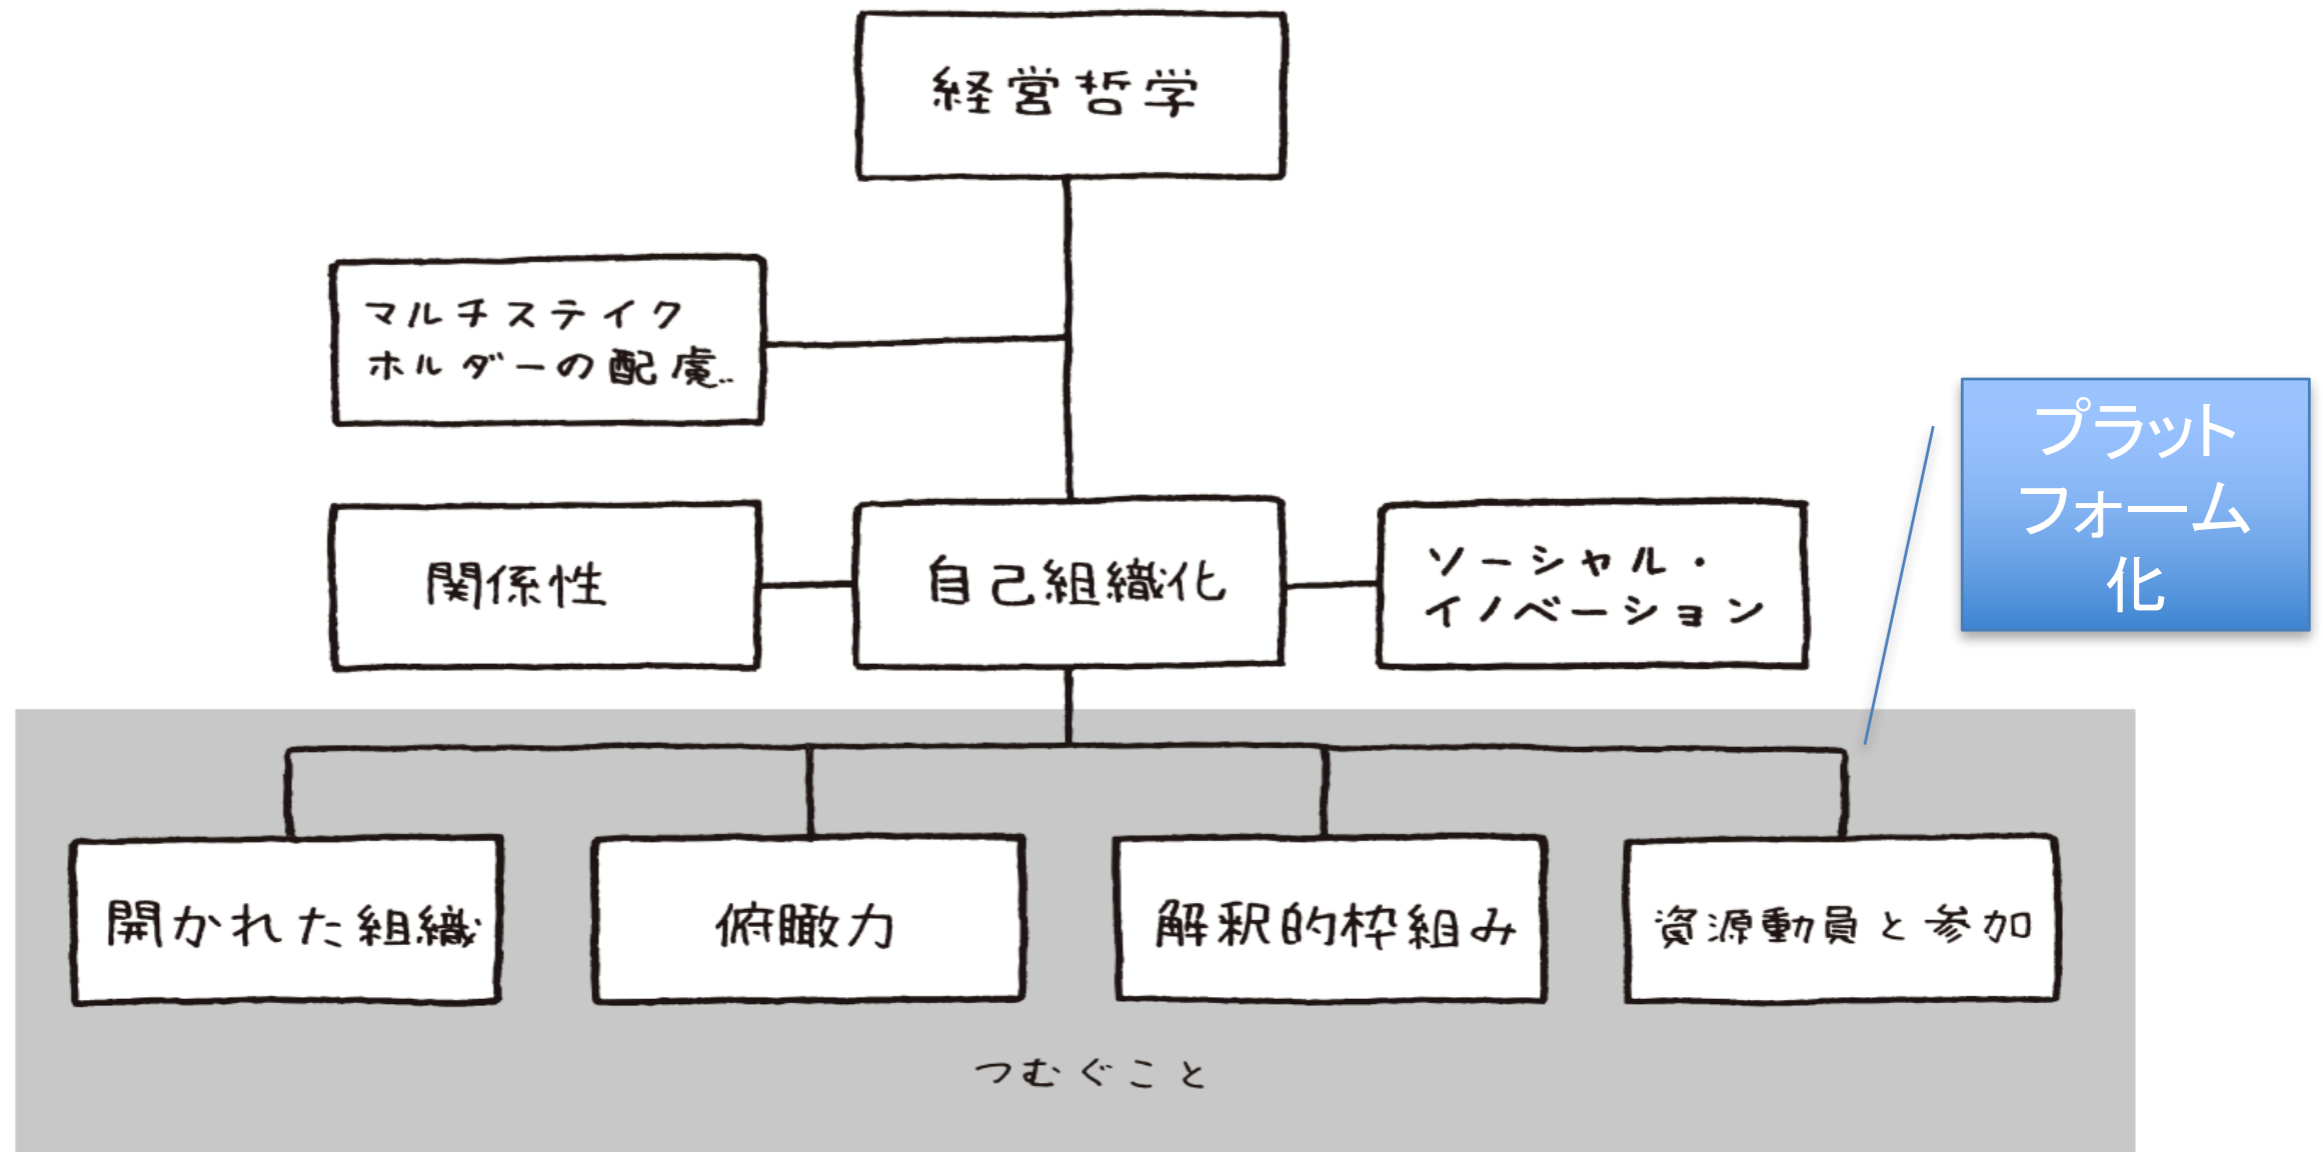 経営哲学
マルチステイク
ホルダーの配慮
プラット
フォーム
化
関係性
自己組織化
ソーシャル・
イノベーション
開かれた組織
俯瞰力
解釈的枠組み
資源動員と参加
つむぐこと